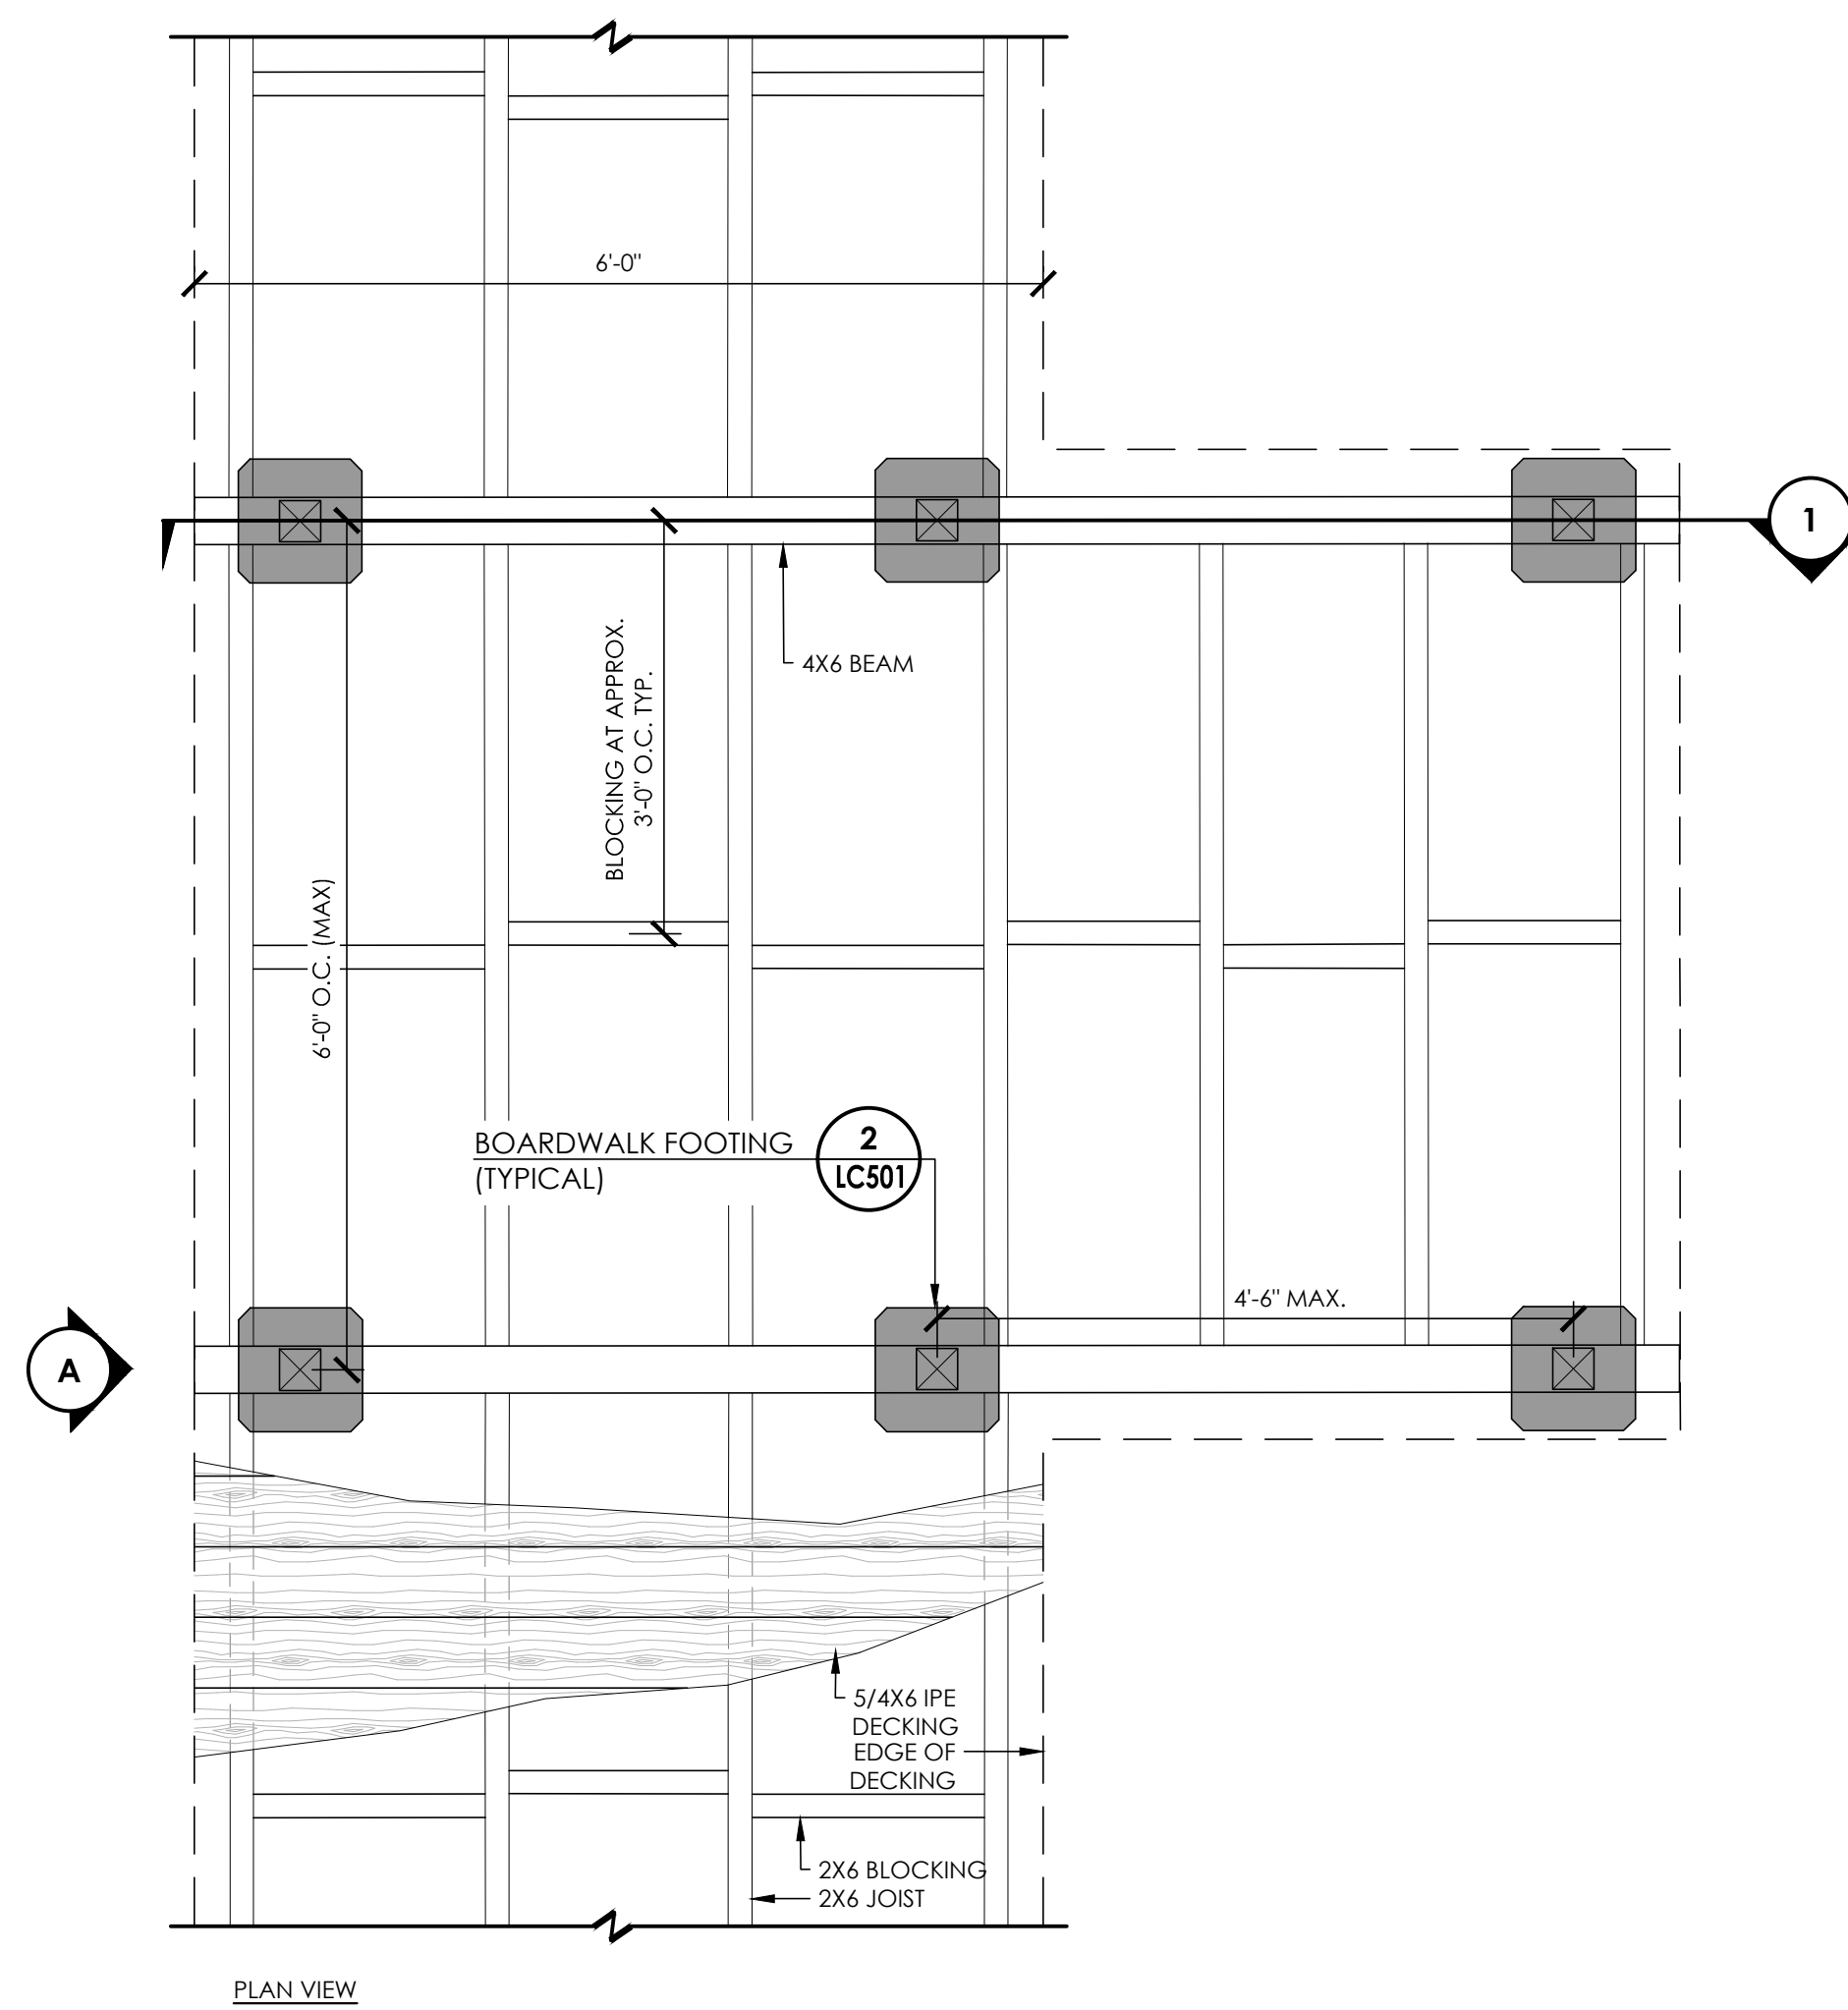 6'-0"
1
4X6 BEAM
BLOCKING AT APPROX.
3'-0" O.C. TYP.
6'-0" O.C. (MAX)
BOARDWALK FOOTING
(TYPICAL)
2
LC501
4'-6" MAX.
A
5/4X6 IPE
DECKING
EDGE OF
DECKING
2X6 BLOCKING
2X6 JOIST
PLAN VIEW